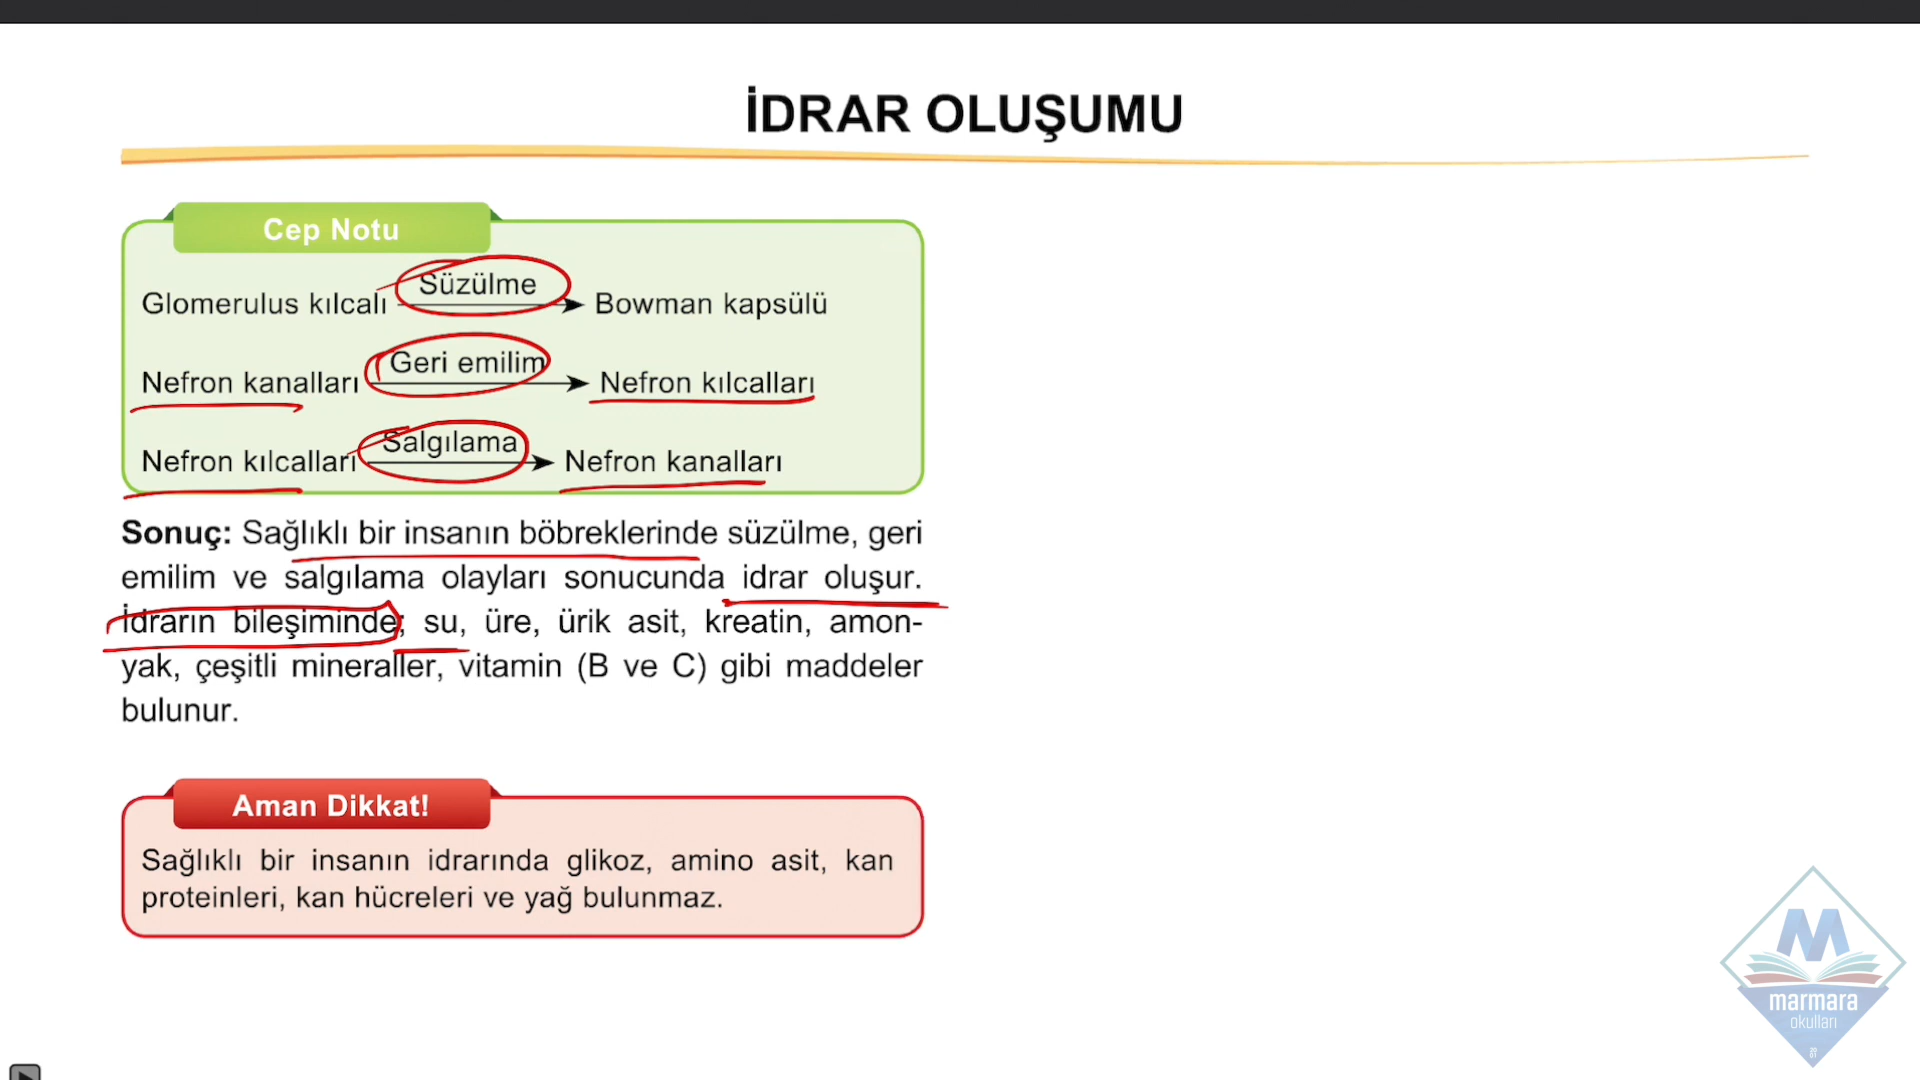 İDRAR OLUŞUMU
Cep Notu
Glomerulus kılcalı Süzülme Bowman kapsülü
Nefron kanalları Geri emilim Nefron kılcalları
Nefron kılcalları Salgılama Nefron kanalları
Sonuç: Sağlıklı bir insanın böbreklerinde süzülme, geri
emilim ve salgılama olayları sonucunda idrar oluşur.
İdrarın bileşiminde; su, üre, ürik asit, kreatin, amon-
yak, çeşitli mineraller, vitamin (B ve C) gibi maddeler
bulunur.
Aman Dikkat!
Sağlıklı bir insanın idrarında glikoz, amino asit, kan
proteinleri, kan hücreleri ve yağ bulunmaz.
marmara
okulları